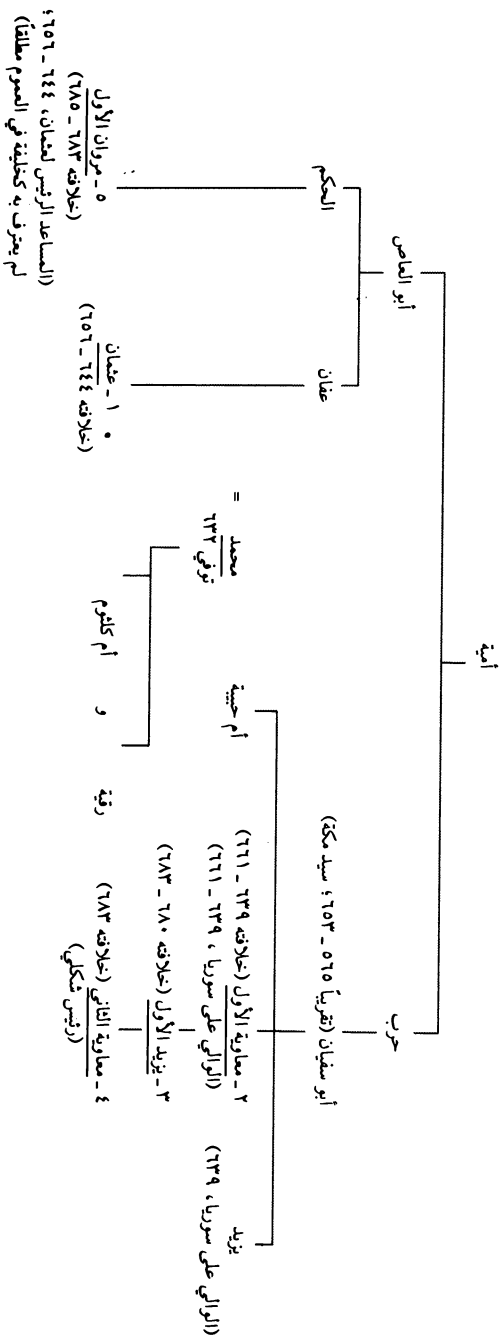 أمية
أبو العاص
حرب
الحكم
عفان
أبو سفيان (تقريباً ٥٦٥ - ٦٥٣ ؛ سيد مكة)
محمد =
توفي ٦٣٢
أم حبيبة
٢ - معاوية الأول (خلافته ٦٣٩ - ٦٦١)
(الوالي على سوريا ، ٦٣٩ - ٦٦١)
يزيد
(الوالي على سوريا، ٦٣٩)
٣ - يزيد الأول (خلافته ٦٨٠ - ٦٨٣)
٥ - مروان الأول
(خلافته ٦٨٣ - ٦٨٥)
(المساعد الرئيس لعثمان، ٦٤٤ - ٦٥٦ ؛
لم يعترف به كخليفة في العموم مطلقاً)
١ - عثمان
(خلافته ٦٤٤ - ٦٥٦)
أم كلثوم و رقية
٤ - معاوية الثاني (خلافته ٦٨٣)
(رئيس شكلي)